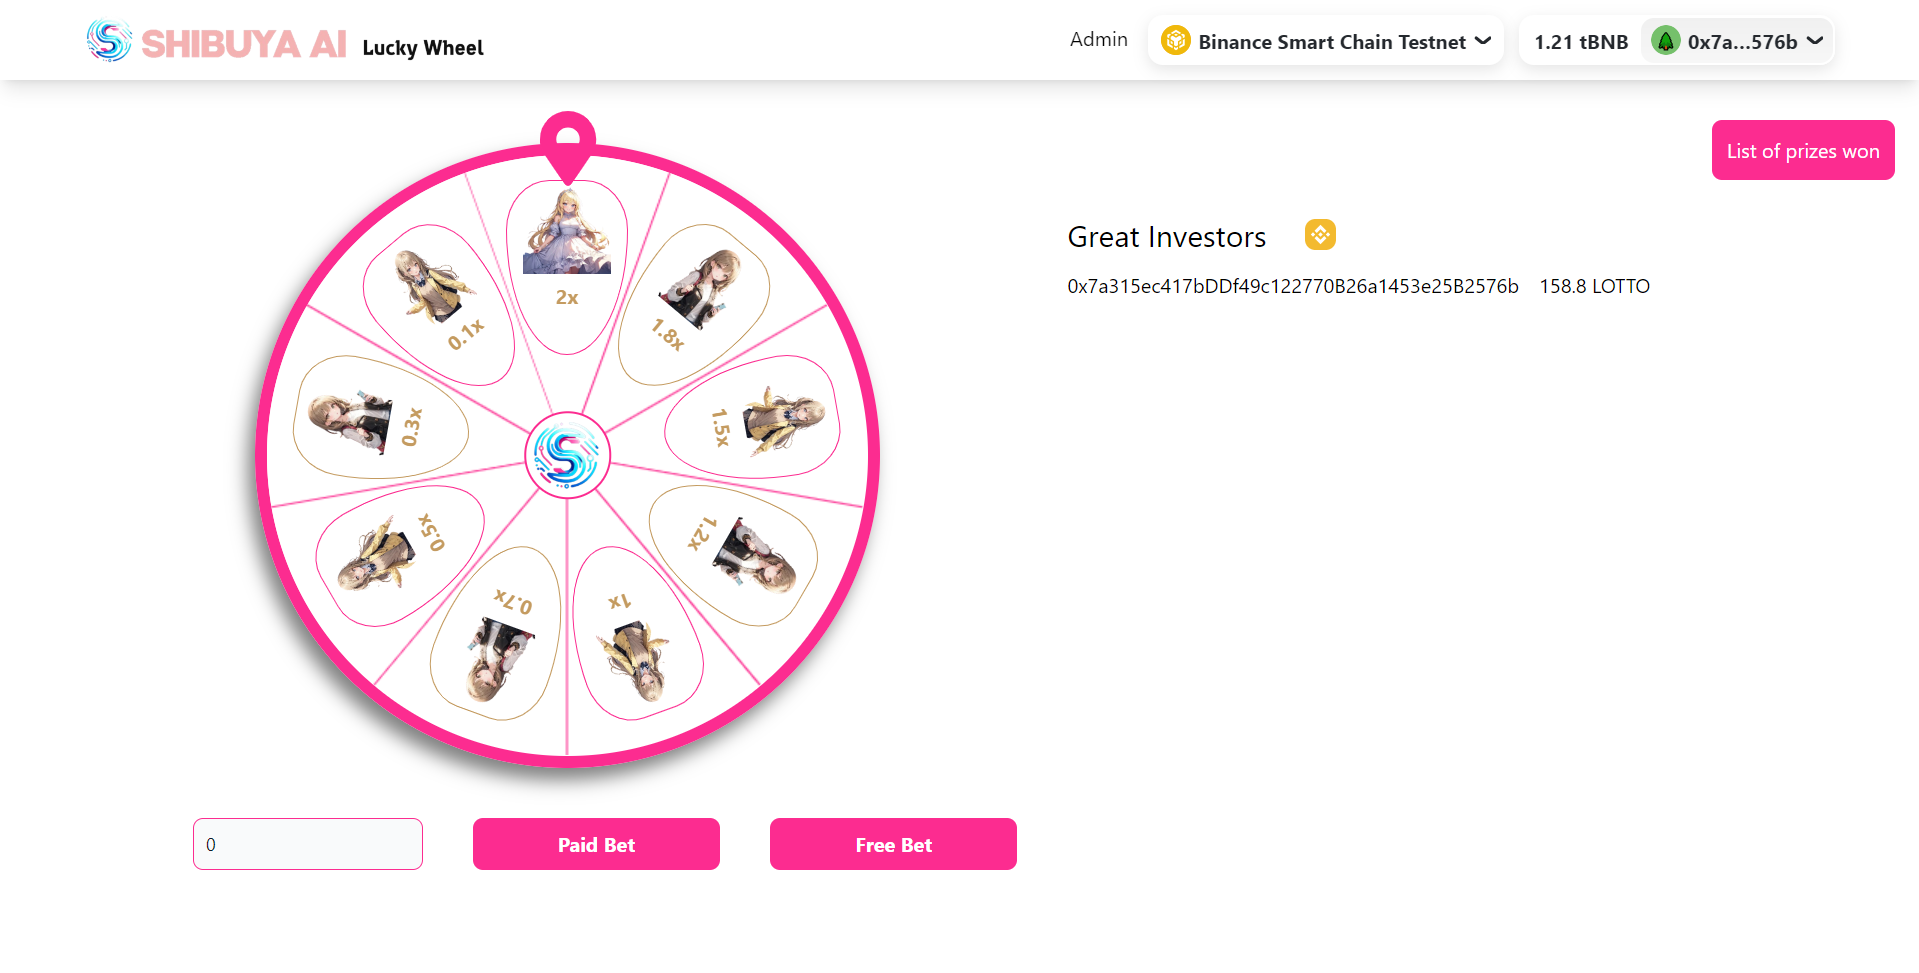 SHIBUYA AI Lucky Wheel
Admin
Binance Smart Chain Testnet
1.21 tBNB
0x7a...576b
List of prizes won
2x
1.8x
1.5x
1.2x
1x
0.7x
0.5x
0.3x
0.1x
Great Investors
0x7a315ec417bDDf49c122770B26a1453e25B2576b 158.8 LOTTO
0
Paid Bet
Free Bet